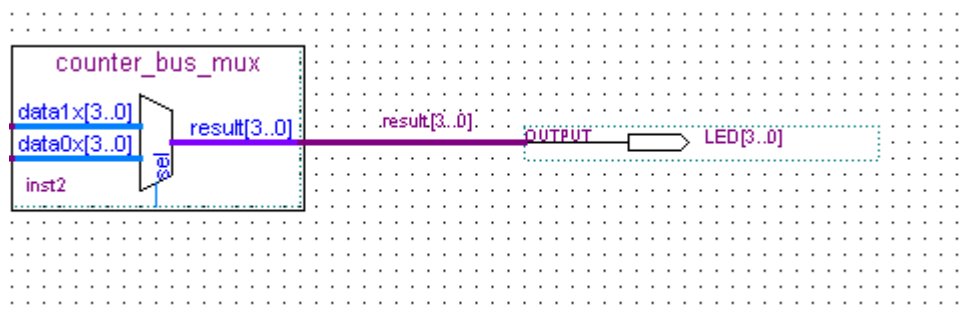 counter_bus_mux
data1x[3..0]
data0x[3..0]
result[3..0]
sel
inst2
result[3..0]
OUTPUT
LED[3..0]